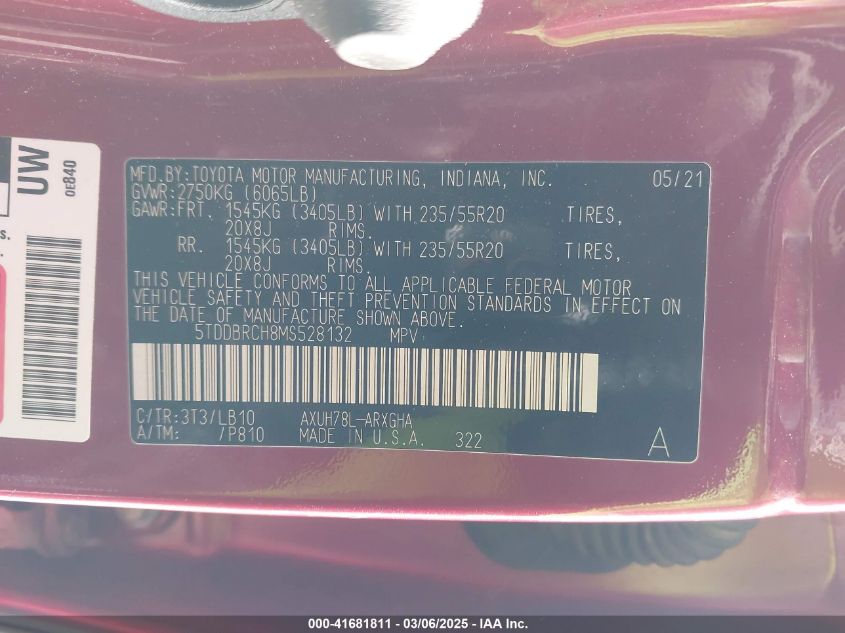 UW
0E840
s.
MFD.BY:TOYOTA MOTOR MANUFACTURING, INDIANA, INC. 05/21
GVWR:2750KG (6065LB)
GAWR:FRT. 1545KG (3405LB) WITH 235/55R20 TIRES,
20X8J RIMS.
RR. 1545KG (3405LB) WITH 235/55R20 TIRES,
20X8J RIMS.
THIS VEHICLE CONFORMS TO ALL APPLICABLE FEDERAL MOTOR
VEHICLE SAFETY AND THEFT PREVENTION STANDARDS IN EFFECT ON
THE DATE OF MANUFACTURE SHOWN ABOVE.
5TDDBRCH8MS528132 MPV
C/TR:3T3/LB10 AXUH78L-ARXGHA
A/TM: /P810 MADE IN U.S.A. 322
A
000-41681811 - 03/06/2025 - IAA Inc.